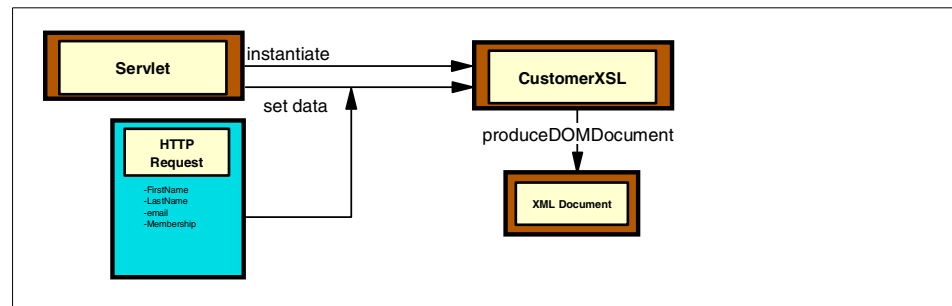 Servlet
instantiate
CustomerXSL
set data
produceDOMDocument
HTTP
Request
-FirstName
-LastName
-email
-Membership
XML Document